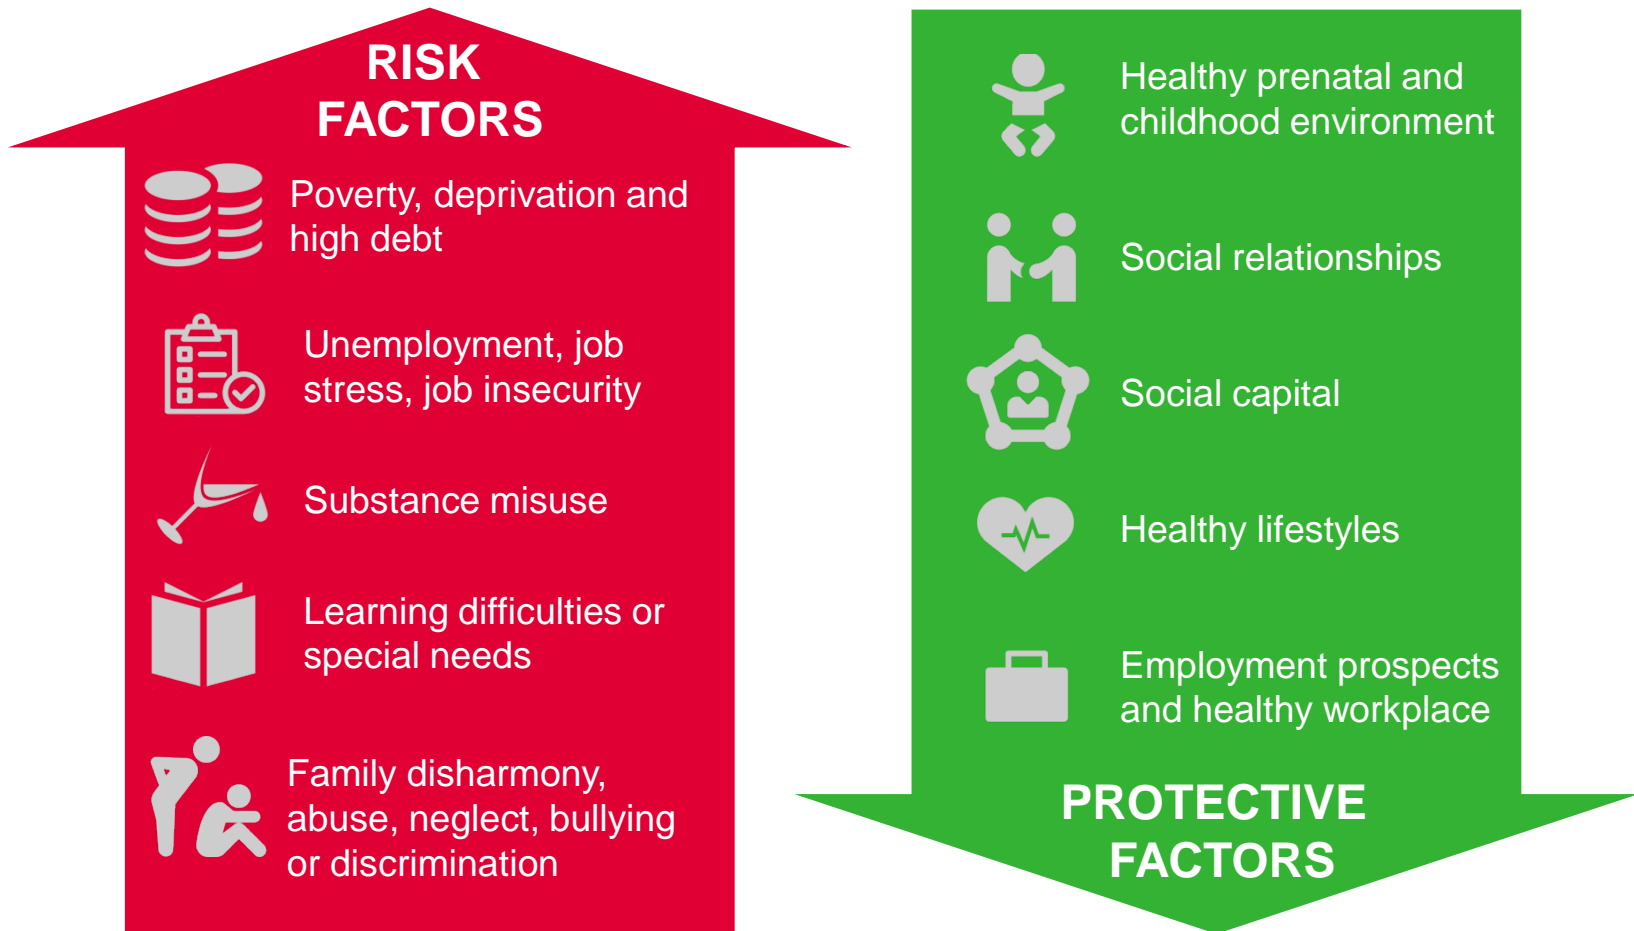 RISK
FACTORS
Poverty, deprivation and
high debt
Unemployment, job
stress, job insecurity
Substance misuse
Learning difficulties or
special needs
Family disharmony,
abuse, neglect, bullying
or discrimination
Healthy prenatal and
childhood environment
Social relationships
Social capital
Healthy lifestyles
Employment prospects
and healthy workplace
PROTECTIVE
FACTORS